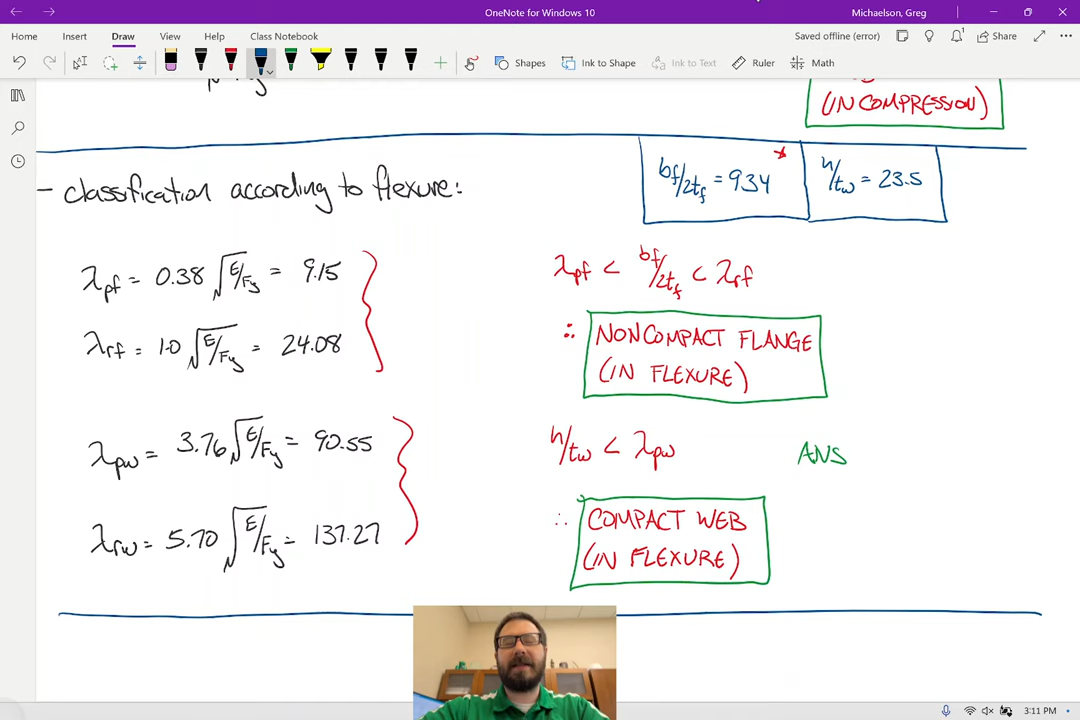 OneNote for Windows 10
Michaelson, Greg
Home Insert Draw View Help Class Notebook
Saved offline (error)
Share
Shapes
Ink to Shape
Ink to Text
Ruler
Math
(IN COMPRESSION)
- classification according to flexure:
bf/2tf = 9.34
h/tw = 23.5
λpf = 0.38 √E/Fy = 9.15
λrf = 1.0 √E/Fy = 24.08
λpf < bf/2tf < λrf
∴ NONCOMPACT FLANGE
(IN FLEXURE)
λpw = 3.76 √E/Fy = 90.55
λrw = 5.70 √E/Fy = 137.27
h/tw < λpw
ANS
∴ COMPACT WEB
(IN FLEXURE)
3:11 PM